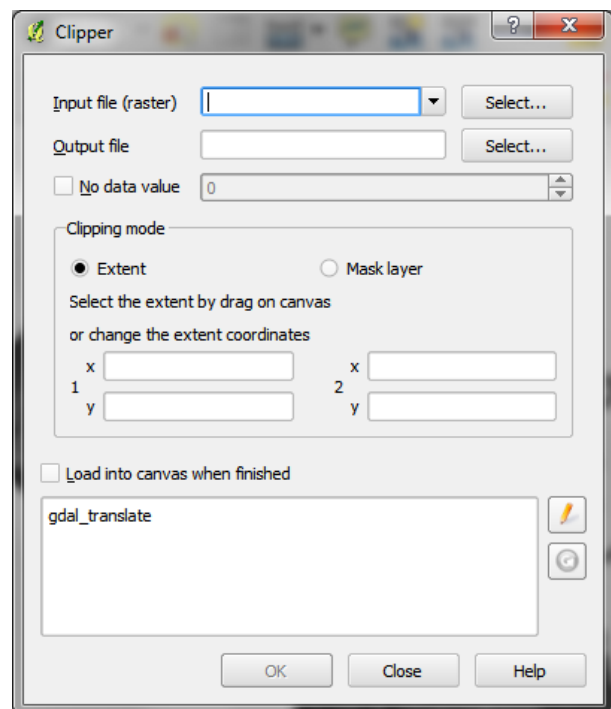 Clipper
Input file (raster) Select...
Output file Select...
No data value 0
Clipping mode
Extent Mask layer
Select the extent by drag on canvas
or change the extent coordinates
x x
1 2
y y
Load into canvas when finished
gdal_translate
OK Close Help